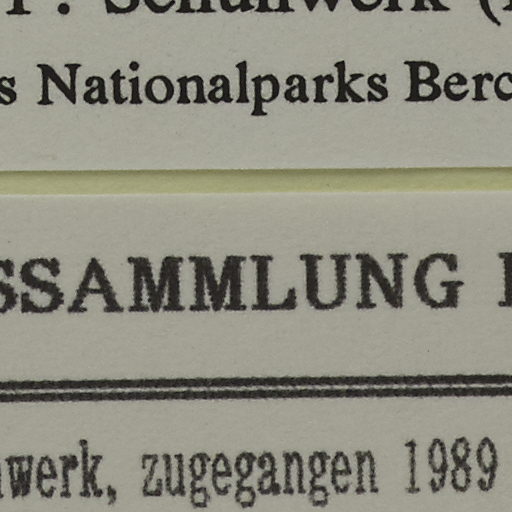 s Nationalparks Berc
SSAMMLUNG
werk, zugegangen 1989